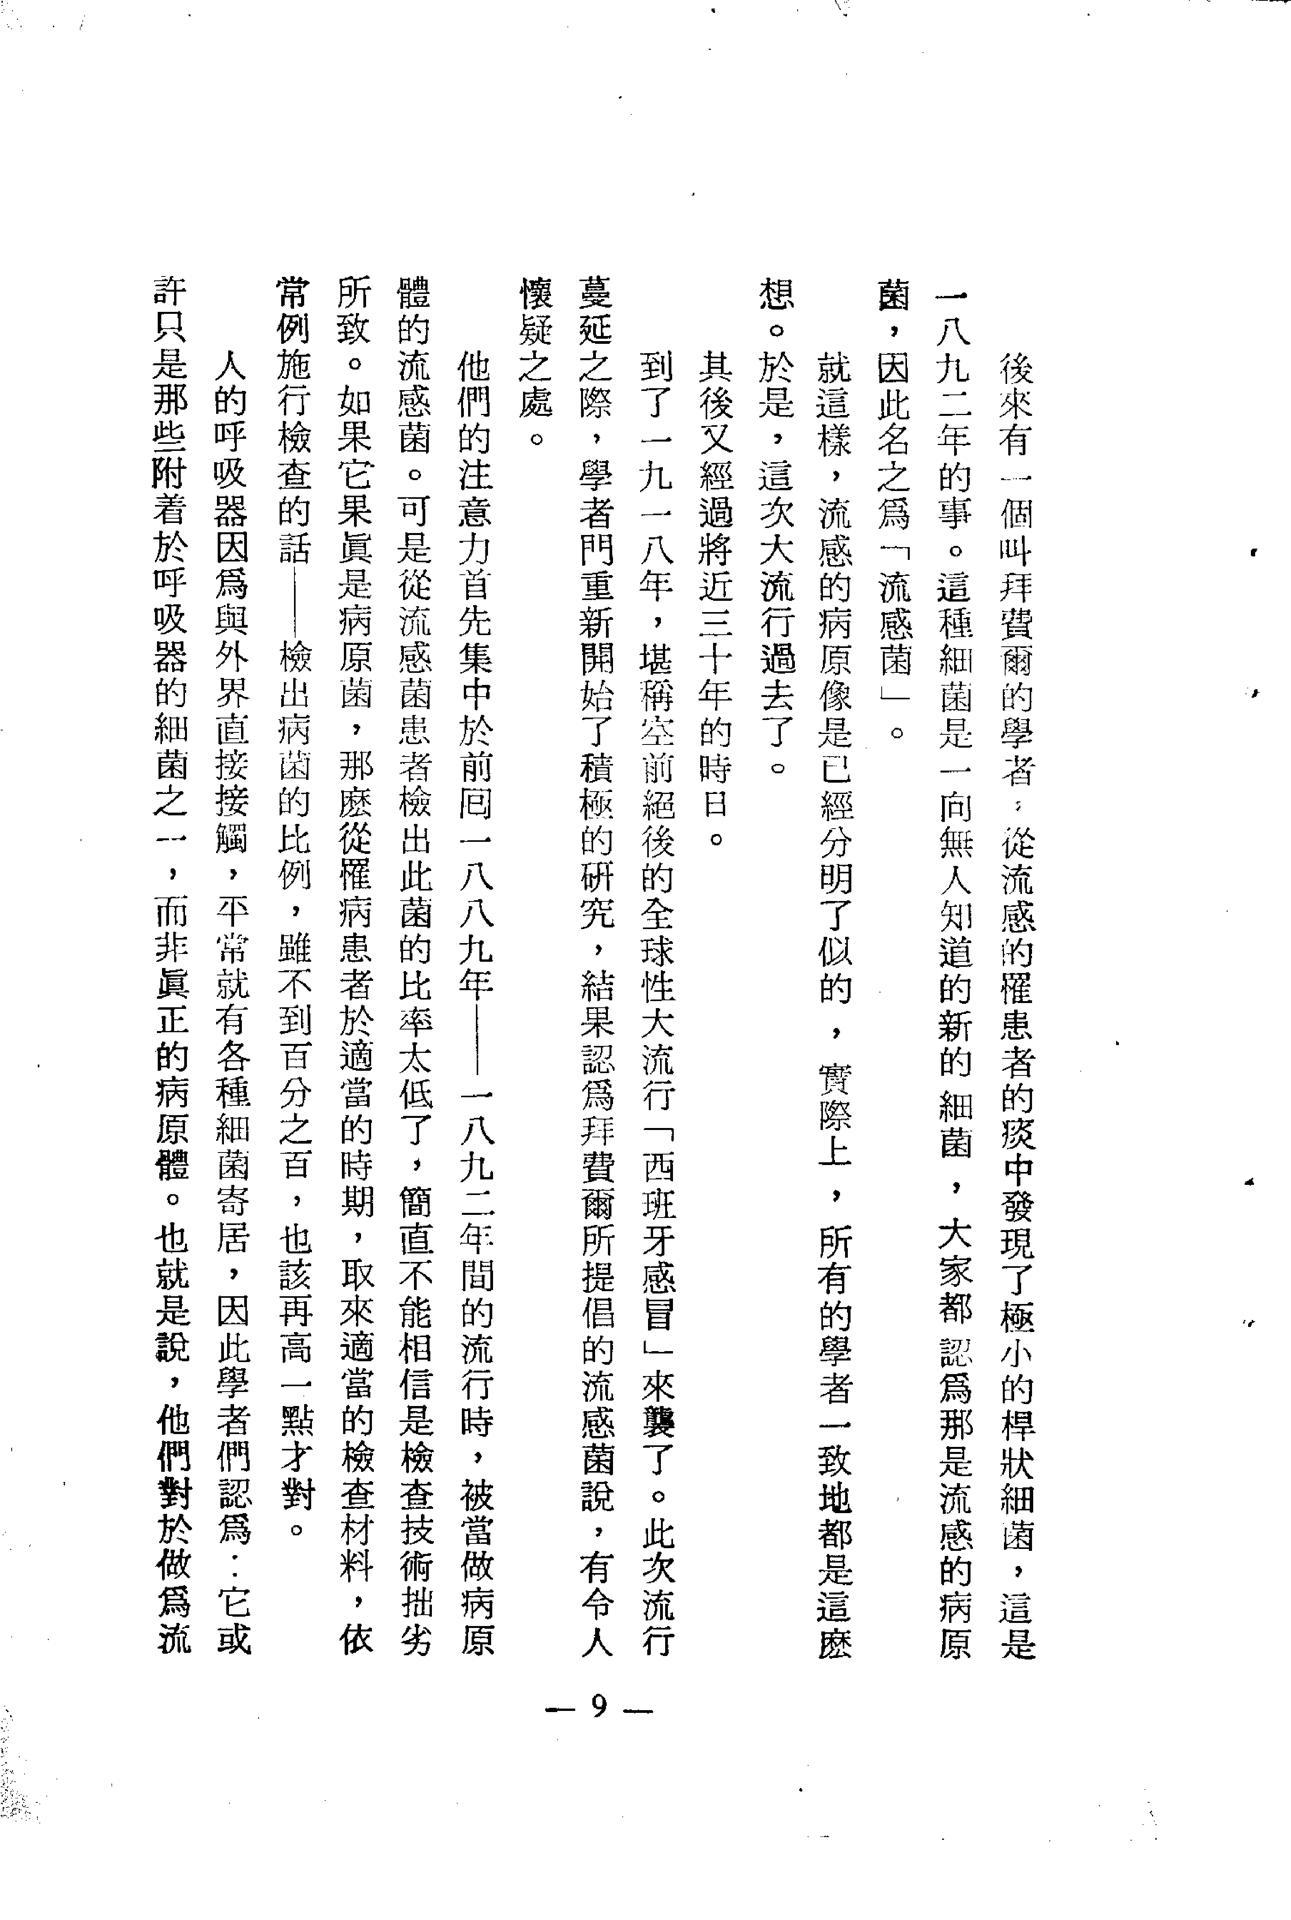 後來有一個叫拜費爾的學者，從流感的罹患者的痰中發現了極小的桿狀細菌，這是
一八九二年的事。這種細菌是一向無人知道的新的細菌，大家都認爲那是流感的病原
菌，因此名之爲「流感菌」。
就這樣，流感的病原像是已經分明了似的，實際上，所有的學者一致地都是這麽
想。於是，這次大流行過去了。
其後又經過將近三十年的時日。
到了一九一八年，堪稱空前絕後的全球性大流行「西班牙感冒」來襲了。此次流行
蔓延之際，學者門重新開始了積極的研究，結果認爲拜費爾所提倡的流感菌說，有令人
懷疑之處。
他們的注意力首先集中於前囘一八八九年——一八九二年間的流行時，被當做病原
體的流感菌。可是從流感菌患者檢出此菌的比率太低了，簡直不能相信是檢查技術拙劣
所致。如果它果眞是病原菌，那麽從罹病患者於適當的時期，取來適當的檢查材料，依
常例施行檢查的話——檢出病菌的比例，雖不到百分之百，也該再高一點才對。
人的呼吸器因爲與外界直接接觸，平常就有各種細菌寄居，因此學者們認爲：它或
許只是那些附着於呼吸器的細菌之一，而非眞正的病原體。也就是說，他們對於做爲流
— 9 —